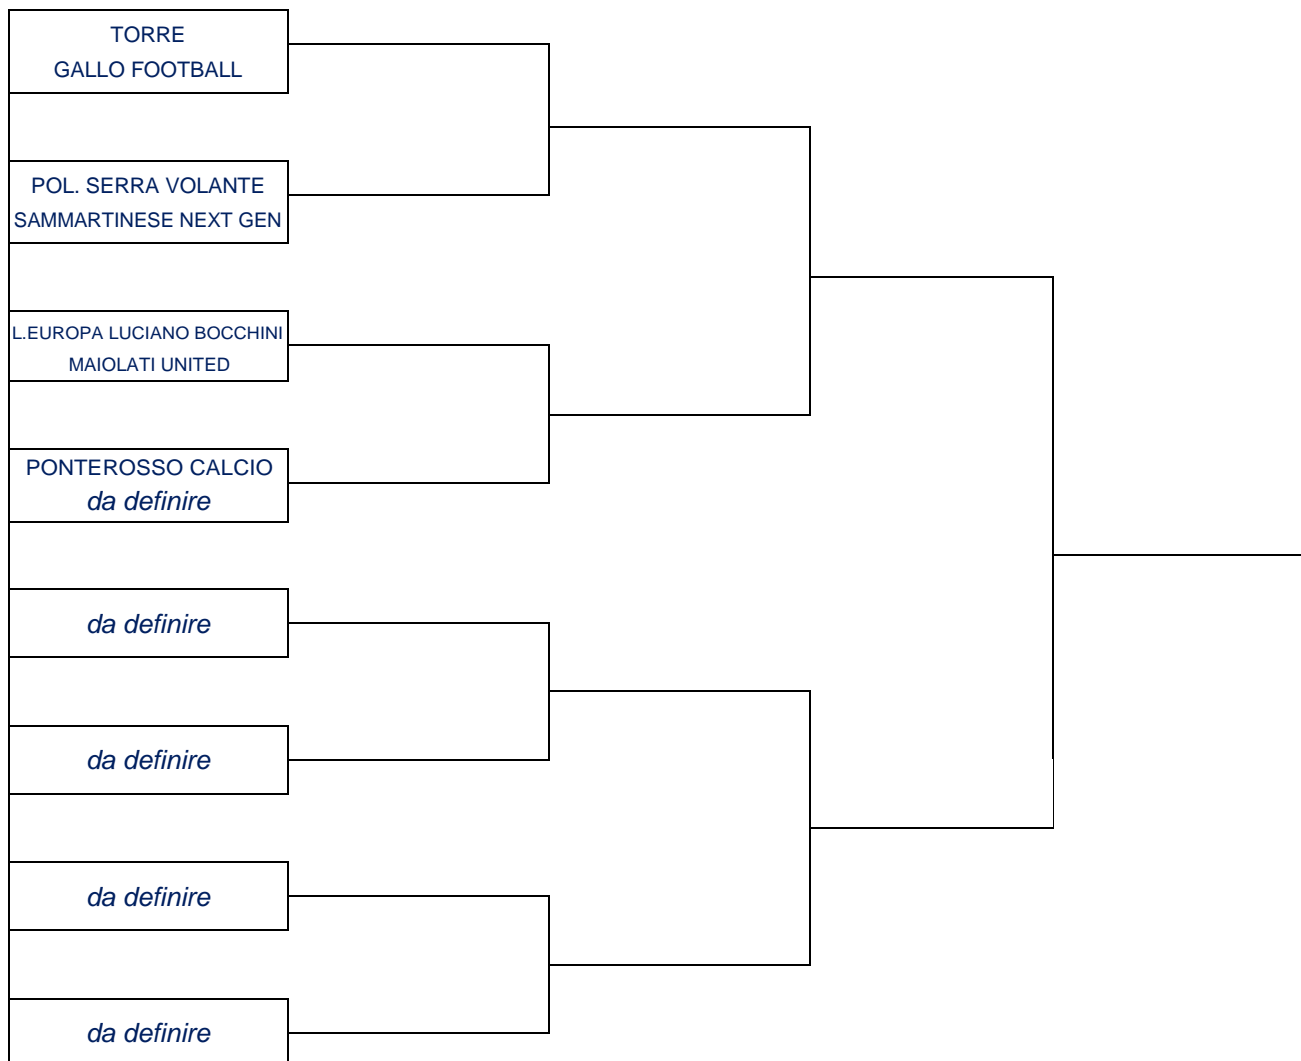 TORRE
GALLO FOOTBALL
POL. SERRA VOLANTE
SAMMARTINESE NEXT GEN
L.EUROPA LUCIANO BOCCHINI
MAIOLATI UNITED
PONTEROSSO CALCIO
da definire
da definire
da definire
da definire
da definire